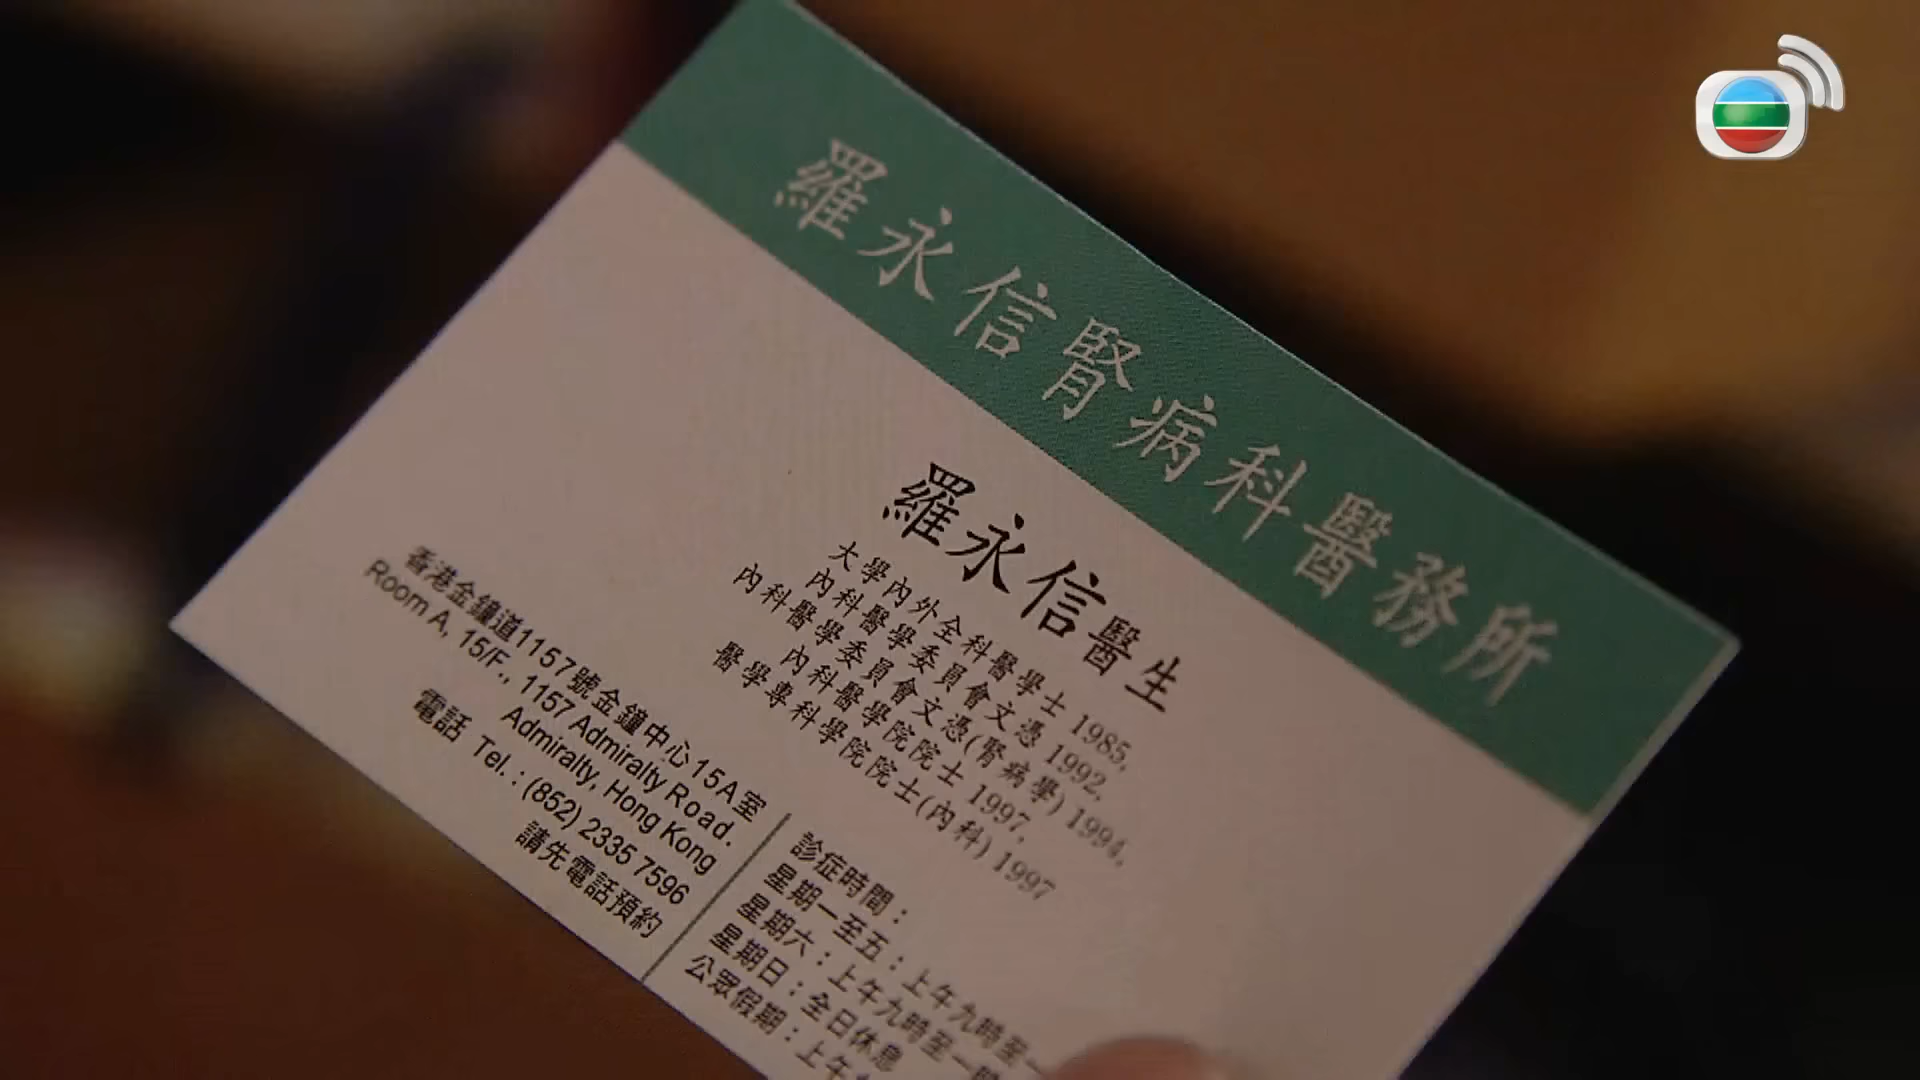 羅永信腎病科醫務所
羅永信醫生
大學內外全科醫學士 1985,
內科醫學委員會文憑 1992,
內科醫學委員會文憑(腎病學) 1994,
內科醫學院院士 1997,
醫學專科學院院士(內科) 1997
香港金鐘道1157號金鐘中心15A室
Room A, 15/F., 1157 Admiralty Road.
Admiralty, Hong Kong
電話 Tel. : (852) 2335 7596
請先電話預約
診症時間：
星期一至五：上午九時至一
星期六：上午九時至一時
星期日：全日休息
公眾假期：上午